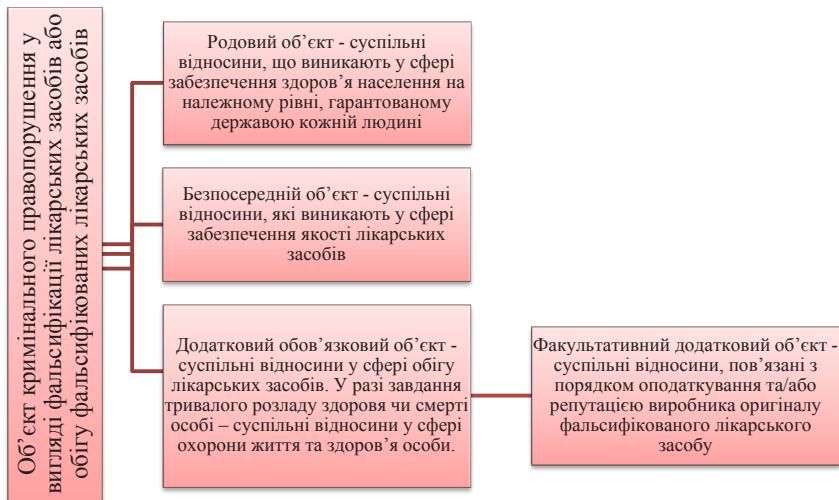 Об’єкт кримінального правопорушення у
вигляді фальсифікації лікарських засобів або
обігу фальсифікованих лікарських засобів
Родовий об’єкт - суспільні
відносини, що виникають у сфері
забезпечення здоров’я населення на
належному рівні, гарантованому
державою кожній людині
Безпосередній об’єкт - суспільні
відносини, які виникають у сфері
забезпечення якості лікарських
засобів
Додатковий обов’язковий об’єкт -
суспільні відносини у сфері обігу
лікарських засобів. У разі завдання
тривалого розладу здоровя чи смерті
особі – суспільні відносини у сфері
охорони життя та здоров’я особи.
Факультативний додатковий об’єкт -
суспільні відносини, пов’язані з
порядком оподаткування та/або
репутацією виробника оригіналу
фальсифікованого лікарського
засобу